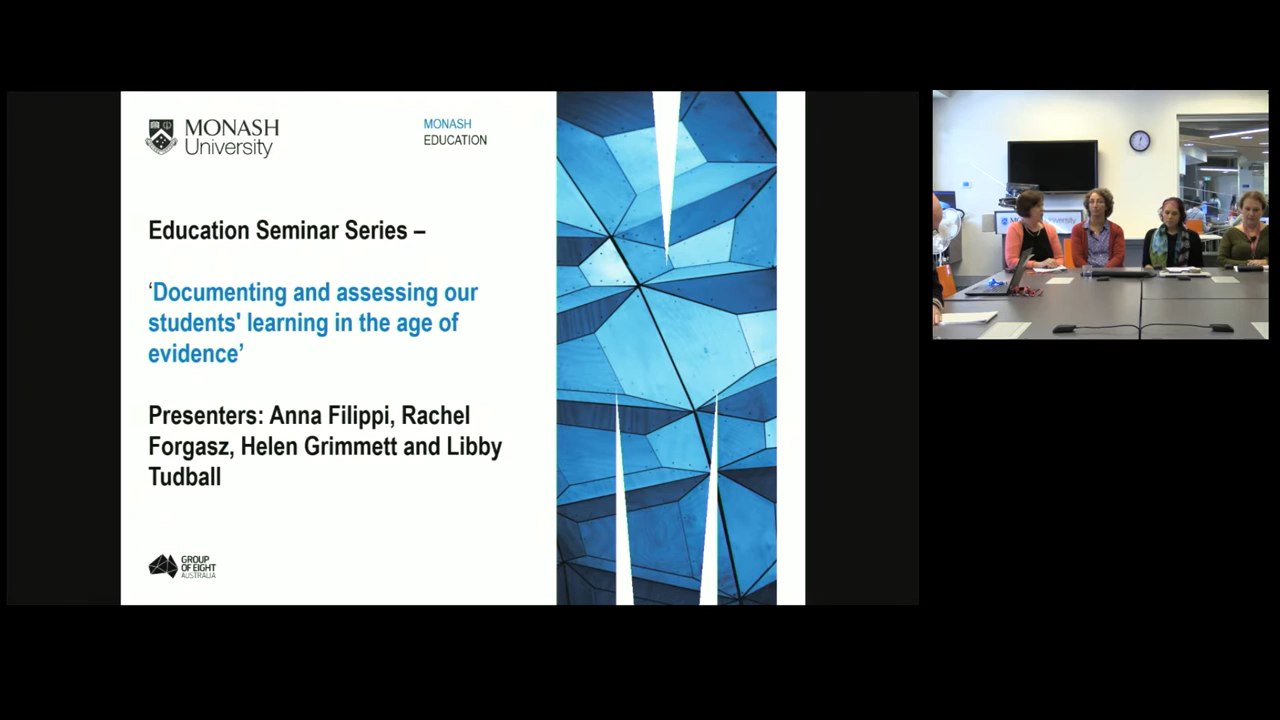 MONASH
University
MONASH
EDUCATION
Education Seminar Series –
‘Documenting and assessing our
students' learning in the age of
evidence’
Presenters: Anna Filippi, Rachel
Forgasz, Helen Grimmett and Libby
Tudball
GROUP
OF EIGHT
AUSTRALIA